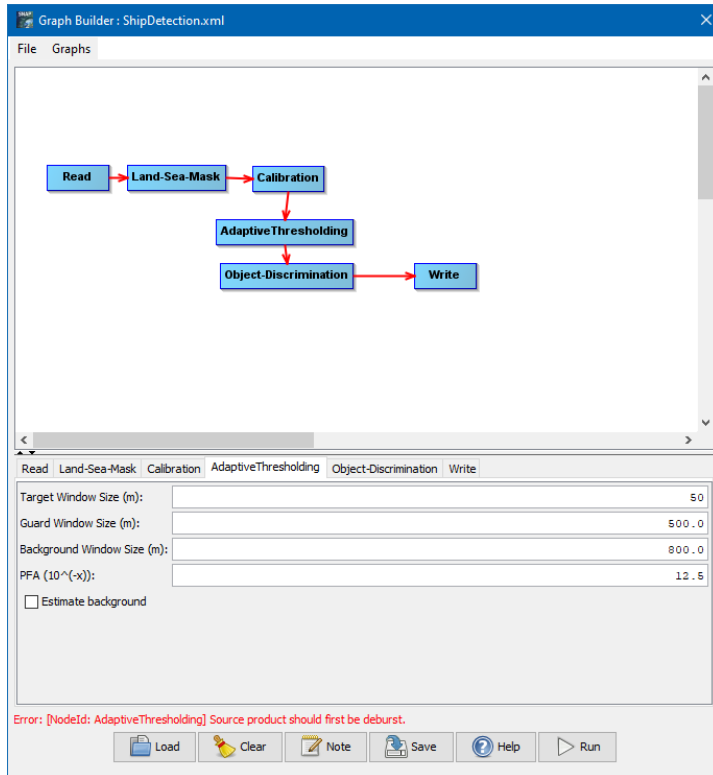 Graph Builder : ShipDetection.xml
File Graphs
Read Land-Sea-Mask Calibration
AdaptiveThresholding
Object-Discrimination Write
Read Land-Sea-Mask Calibration AdaptiveThresholding Object-Discrimination Write
Target Window Size (m): 50
Guard Window Size (m): 500.0
Background Window Size (m): 800.0
PFA (10^(-x)): 12.5
Estimate background
Error: [NodeId: AdaptiveThresholding] Source product should first be deburst.
Load Clear Note Save Help Run